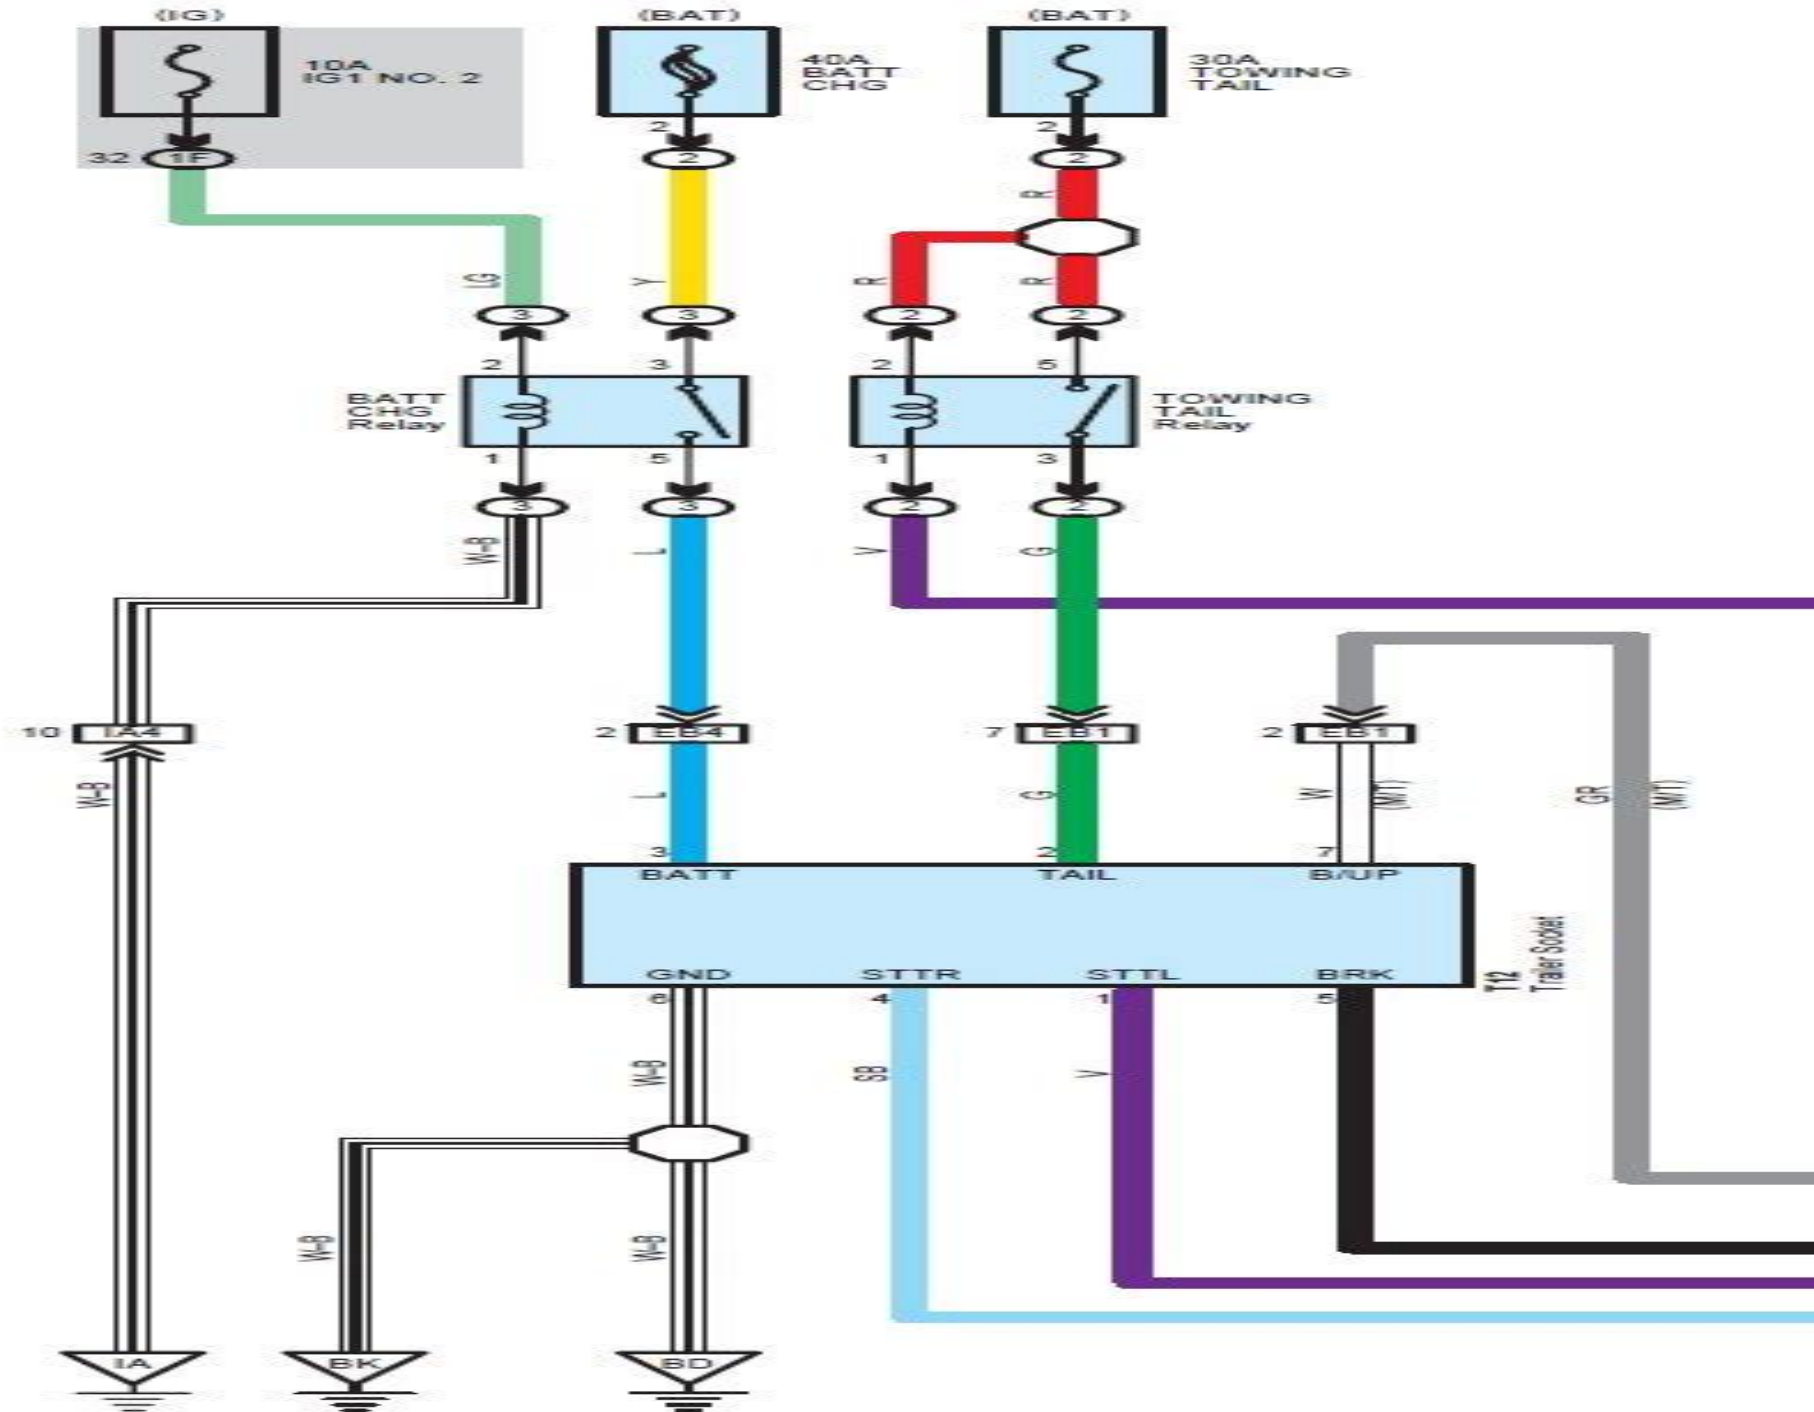 (IG)
(BAT)
(BAT)
10A
IG1 NO. 2
40A
BATT
CHG
30A
TOWING
TAIL
2
2
32
1F
2
2
R
LG
Y
R
R
3
3
2
2
2
3
2
5
BATT
CHG
Relay
TOWING
TAIL
Relay
1
5
1
3
3
3
2
2
W-B
L
V
G
10
IA4
2
EB4
7
EB1
2
EB1
W-B
L
G
W
(M/T)
GR
(M/T)
3
2
7
BATT
TAIL
B/UP
GND
STTR
STTL
BRK
T12
Trailer Socket
6
4
1
5
W-B
SB
V
W-B
W-B
IA
BK
BD